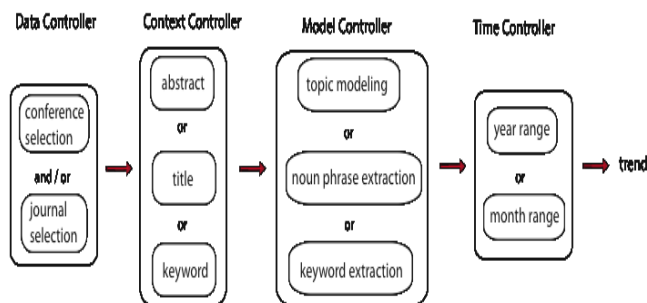 Data Controller
conference
selection
and / or
journal
selection
Context Controller
abstract
or
title
or
keyword
Model Controller
topic modeling
or
noun phrase extraction
or
keyword extraction
Time Controller
year range
or
month range
trend